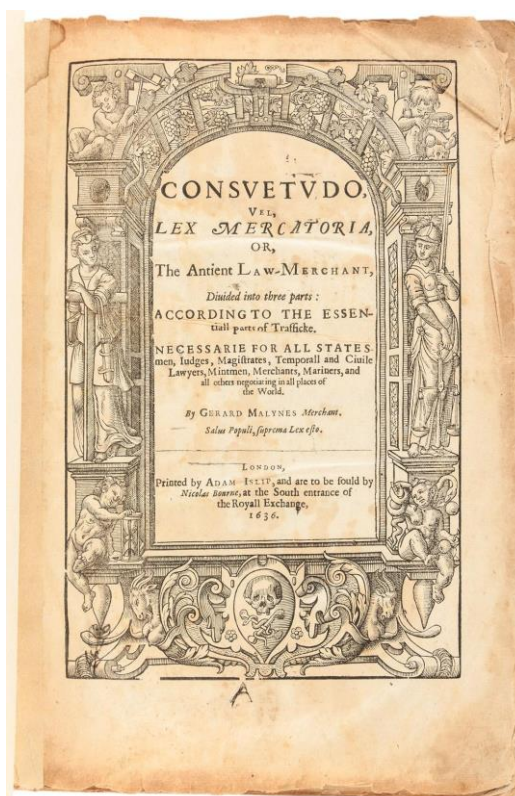 CONSVETVDO,
VEL,
LEX MERCATORIA,
OR,
The Antient LAW-MERCHANT,
Diuided into three parts:
ACCORDING TO THE ESSEN-
tiall parts of Trafficke.
NECESSARIE FOR ALL STATES-
men, Iudges, Magistrates, Temporall and Ciuile
Lawyers, Mintmen, Merchants, Mariners, and
all others negotiating in all places of
the World.
By GERARD MALYNES Merchant.
Salus Populi, suprema Lex esto.
LONDON,
Printed by ADAM ISLIP, and are to be sould by
Nicolas Bourne, at the South entrance of
the Royall Exchange.
1636.
A